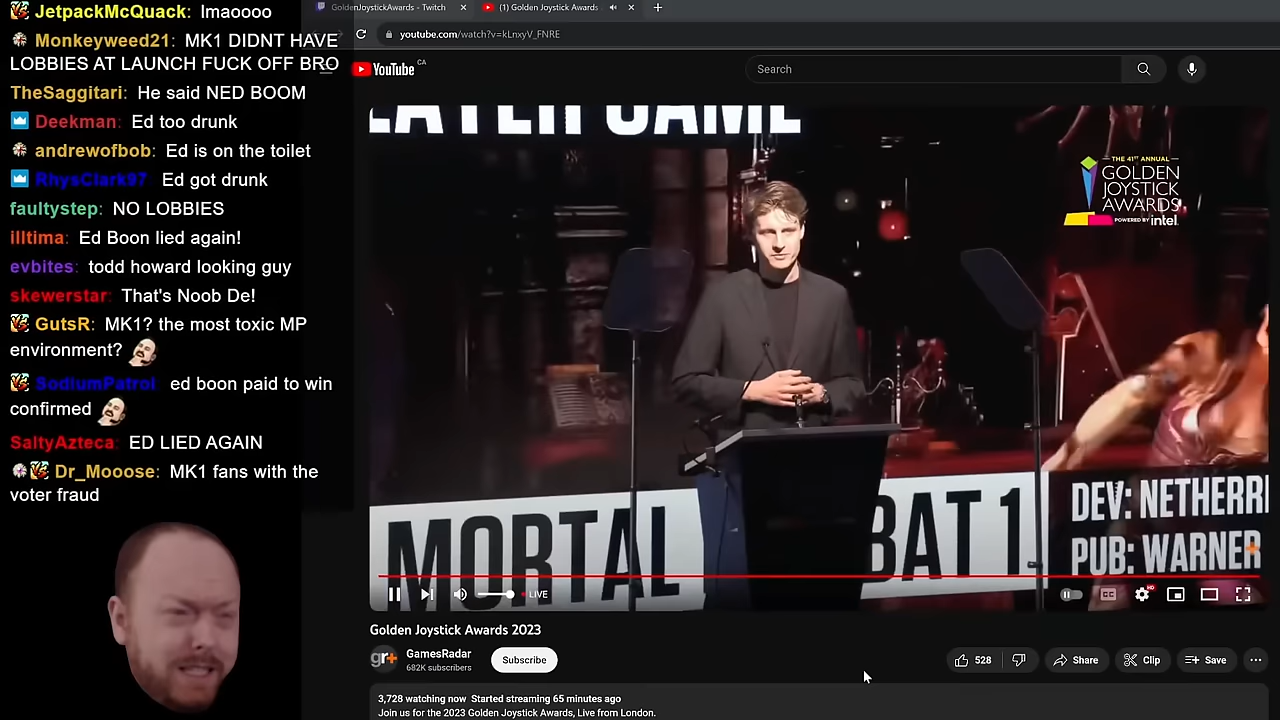 JetpackMcQuack: lmaoooo
Monkeyweed21: MK1 DIDNT HAVE
LOBBIES AT LAUNCH FUCK OFF BRO
TheSaggitari: He said NED BOOM
Deekman: Ed too drunk
andrewofbob: Ed is on the toilet
RhysClark97 Ed got drunk
faultystep: NO LOBBIES
illtima: Ed Boon lied again!
evbites: todd howard looking guy
skewerstar: That's Noob De!
GutsR: MK1? the most toxic MP
environment?
SodiumPatrol: ed boon paid to win
confirmed
SaltyAzteca: ED LIED AGAIN
Dr_Mooose: MK1 fans with the
voter fraud
GoldenJoystickAwards - Twitch
(1) Golden Joystick Awards
youtube.com/watch?v=kLnxyV_FNRE
YouTube CA
Search
LAYER GAME
THE 41ST ANNUAL
GOLDEN
JOYSTICK
AWARDS
POWERED BY intel.
MORTAL
BAT 1
DEV: NETHERR
PUB: WARNER
LIVE
CC
HD
Golden Joystick Awards 2023
gr+
GamesRadar
682K subscribers
Subscribe
528
Share
Clip
Save
3,728 watching now Started streaming 65 minutes ago
Join us for the 2023 Golden Joystick Awards, Live from London.